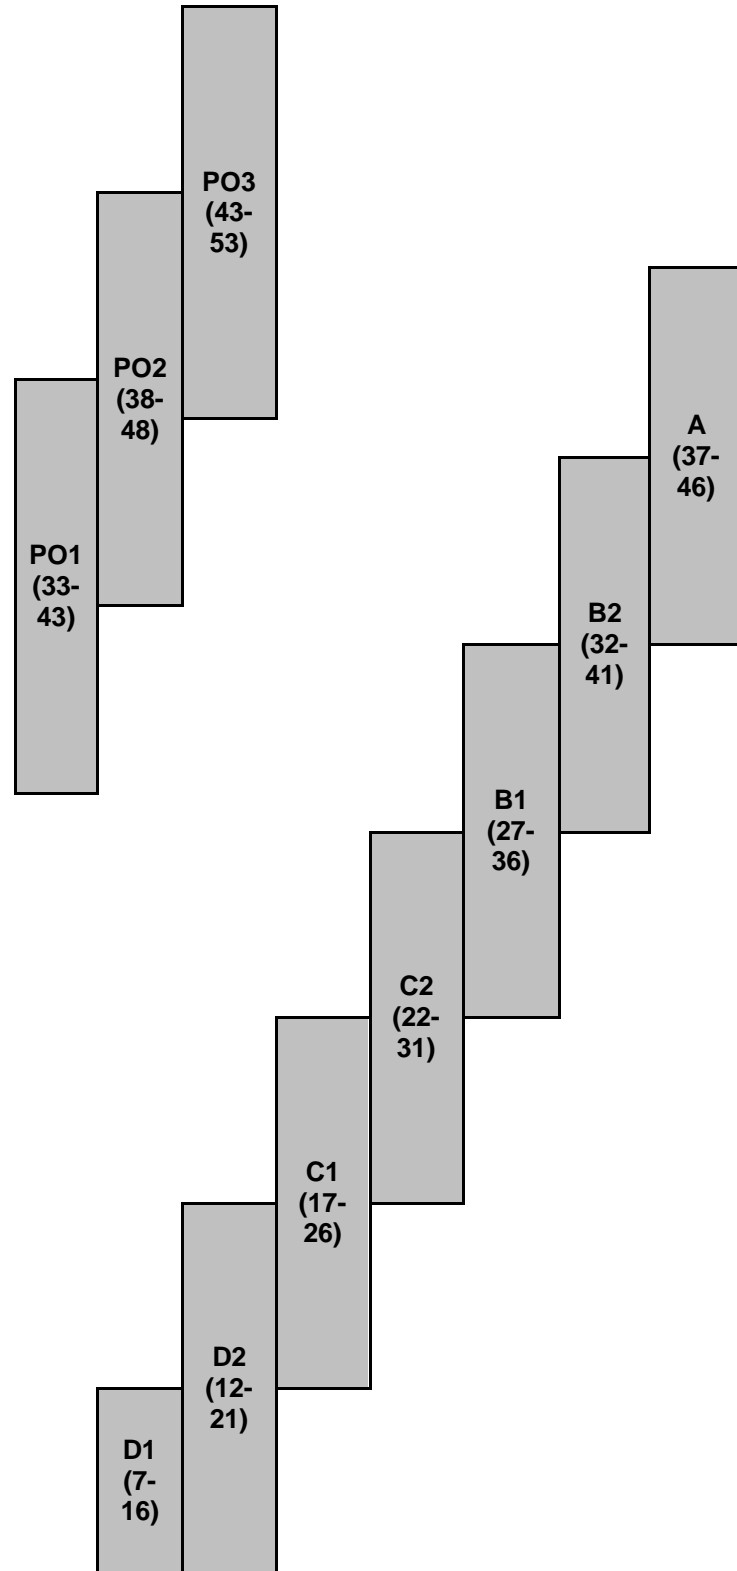 PO3
(43-
53)
PO2
(38-
48)
A
(37-
46)
PO1
(33-
43)
B2
(32-
41)
B1
(27-
36)
C2
(22-
31)
C1
(17-
26)
D2
(12-
21)
D1
(7-
16)